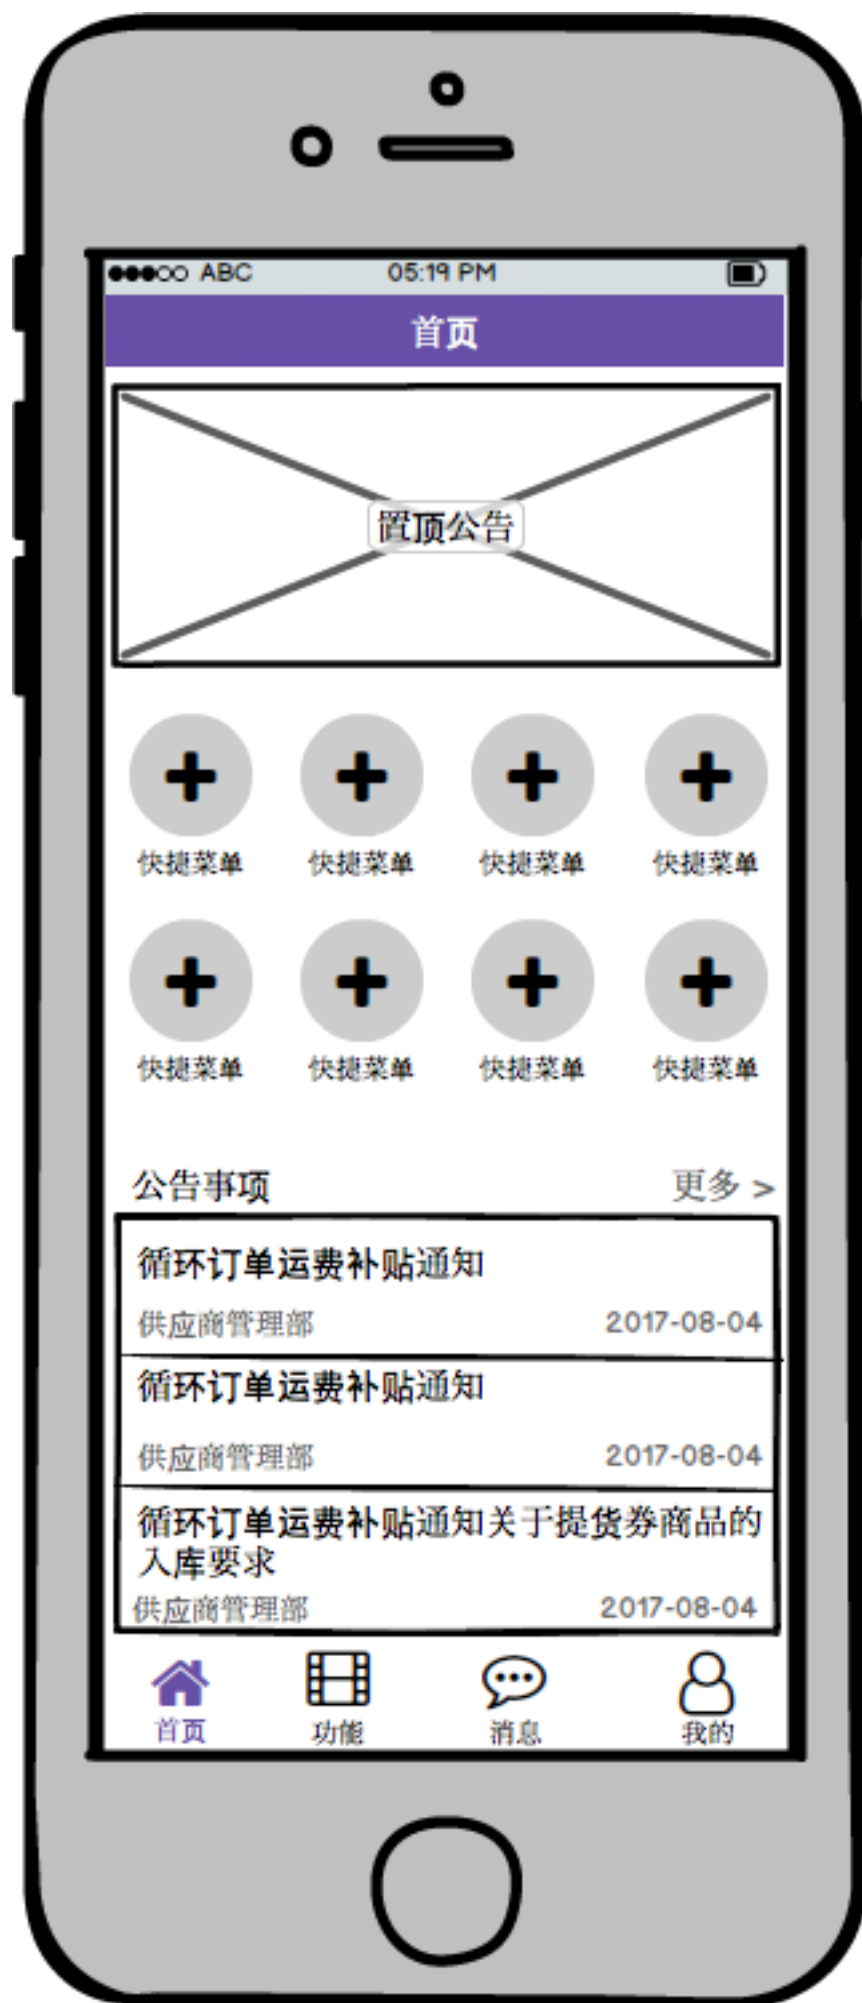 ABC 05:19 PM
首页
置顶公告
快捷菜单 快捷菜单 快捷菜单 快捷菜单
快捷菜单 快捷菜单 快捷菜单 快捷菜单
公告事项 更多 >
循环订单运费补贴通知
供应商管理部 2017-08-04
循环订单运费补贴通知
供应商管理部 2017-08-04
循环订单运费补贴通知关于提货券商品的
入库要求
供应商管理部 2017-08-04
首页 功能 消息 我的